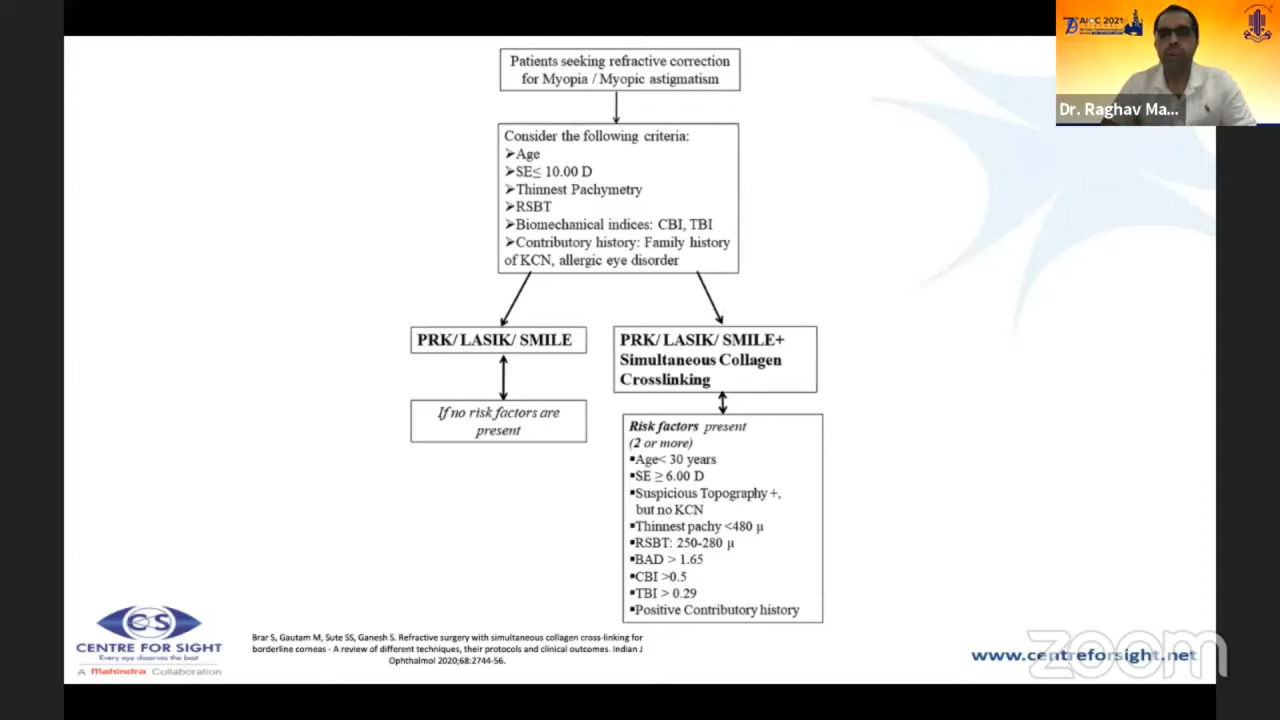 Patients seeking refractive correction
for Myopia / Myopic astigmatism
Consider the following criteria:
➢Age
➢SE≤ 10.00 D
➢Thinnest Pachymetry
➢RSBT
➢Biomechanical indices: CBI, TBI
➢Contributory history: Family history
of KCN, allergic eye disorder
PRK/ LASIK/ SMILE
If no risk factors are
present
PRK/ LASIK/ SMILE+
Simultaneous Collagen
Crosslinking
Risk factors present
(2 or more)
▪Age< 30 years
▪SE ≥ 6.00 D
▪Suspicious Topography +,
but no KCN
▪Thinnest pachy <480 µ
▪RSBT: 250-280 µ
▪BAD > 1.65
▪CBI >0.5
▪TBI > 0.29
▪Positive Contributory history
CS
CENTRE FOR SIGHT
Every eye deserves the best
A Mahindra Collaboration
Brar S, Gautam M, Sute SS, Ganesh S. Refractive surgery with simultaneous collagen cross-linking for
borderline corneas - A review of different techniques, their protocols and clinical outcomes. Indian J
Ophthalmol 2020;68:2744-56.
www.centreforsight.net
zoom
AIOC 2021
Dr. Raghav Ma...